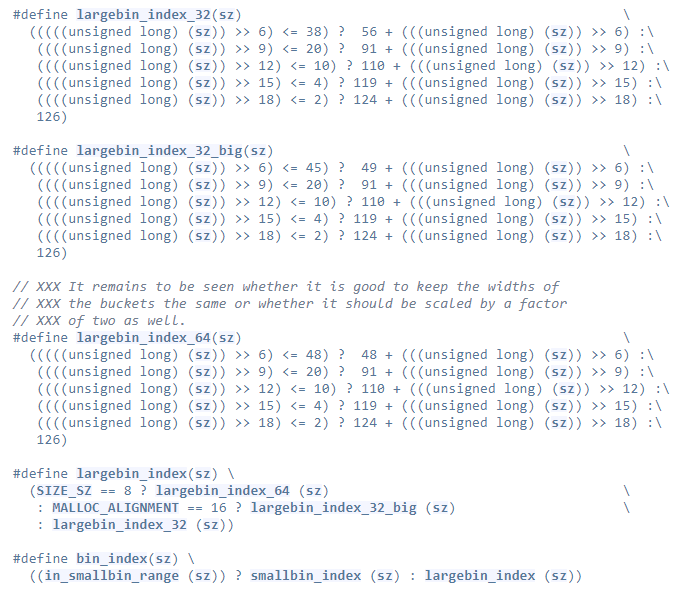 #define largebin_index_32(sz) \
(((((unsigned long) (sz)) >> 6) <= 38) ? 56 + (((unsigned long) (sz)) >> 6) :\
((((unsigned long) (sz)) >> 9) <= 20) ? 91 + (((unsigned long) (sz)) >> 9) :\
((((unsigned long) (sz)) >> 12) <= 10) ? 110 + (((unsigned long) (sz)) >> 12) :\
((((unsigned long) (sz)) >> 15) <= 4) ? 119 + (((unsigned long) (sz)) >> 15) :\
((((unsigned long) (sz)) >> 18) <= 2) ? 124 + (((unsigned long) (sz)) >> 18) :\
126)
#define largebin_index_32_big(sz) \
(((((unsigned long) (sz)) >> 6) <= 45) ? 49 + (((unsigned long) (sz)) >> 6) :\
((((unsigned long) (sz)) >> 9) <= 20) ? 91 + (((unsigned long) (sz)) >> 9) :\
((((unsigned long) (sz)) >> 12) <= 10) ? 110 + (((unsigned long) (sz)) >> 12) :\
((((unsigned long) (sz)) >> 15) <= 4) ? 119 + (((unsigned long) (sz)) >> 15) :\
((((unsigned long) (sz)) >> 18) <= 2) ? 124 + (((unsigned long) (sz)) >> 18) :\
126)
// XXX It remains to be seen whether it is good to keep the widths of
// XXX the buckets the same or whether it should be scaled by a factor
// XXX of two as well.
#define largebin_index_64(sz) \
(((((unsigned long) (sz)) >> 6) <= 48) ? 48 + (((unsigned long) (sz)) >> 6) :\
((((unsigned long) (sz)) >> 9) <= 20) ? 91 + (((unsigned long) (sz)) >> 9) :\
((((unsigned long) (sz)) >> 12) <= 10) ? 110 + (((unsigned long) (sz)) >> 12) :\
((((unsigned long) (sz)) >> 15) <= 4) ? 119 + (((unsigned long) (sz)) >> 15) :\
((((unsigned long) (sz)) >> 18) <= 2) ? 124 + (((unsigned long) (sz)) >> 18) :\
126)
#define largebin_index(sz) \
(SIZE_SZ == 8 ? largebin_index_64 (sz) \
: MALLOC_ALIGNMENT == 16 ? largebin_index_32_big (sz) \
: largebin_index_32 (sz))
#define bin_index(sz) \
((in_smallbin_range (sz)) ? smallbin_index (sz) : largebin_index (sz))